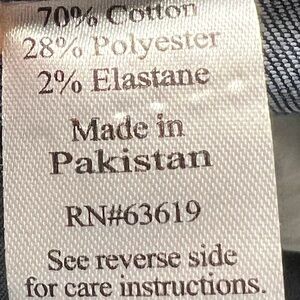 70% Cotton
28% Polyester
2% Elastane
Made in
Pakistan
RN#63619
See reverse side
for care instructions.